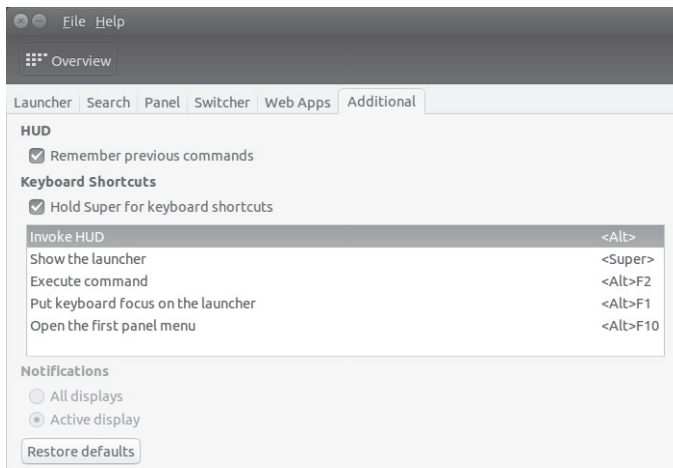 File Help
Overview
Launcher Search Panel Switcher Web Apps Additional
HUD
Remember previous commands
Keyboard Shortcuts
Hold Super for keyboard shortcuts
Invoke HUD <Alt>
Show the launcher <Super>
Execute command <Alt>F2
Put keyboard focus on the launcher <Alt>F1
Open the first panel menu <Alt>F10
Notifications
All displays
Active display
Restore defaults